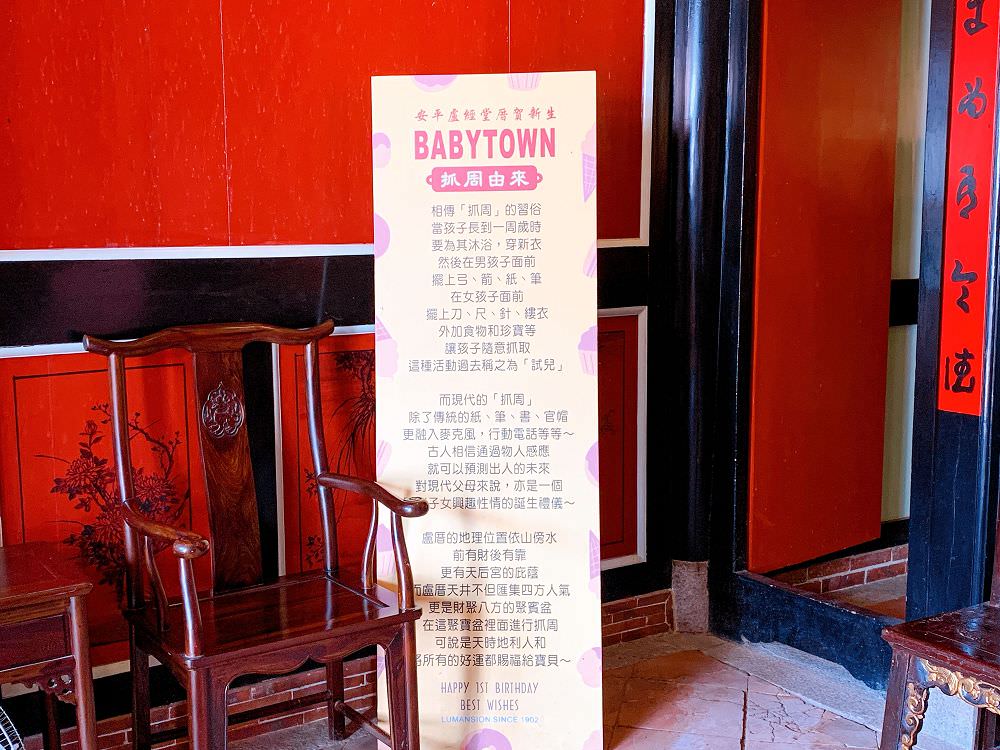 安平盧經堂厝賀新生
BABYTOWN
抓周由來
相傳「抓周」的習俗
當孩子長到一周歲時
要為其沐浴，穿新衣
然後在男孩子面前
擺上弓、箭、紙、筆
在女孩子面前
擺上刀、尺、針、縷衣
外加食物和珍寶等
讓孩子隨意抓取
這種活動過去稱之為「試兒」
而現代的「抓周」
除了傳統的紙、筆、書、官帽
更融入麥克風，行動電話等等～
古人相信通過物人感應
就可以預測出人的未來
對現代父母來說，亦是一個
子女興趣性情的誕生禮儀～
盧厝的地理位置依山傍水
前有財後有靠
更有天后宮的庇蔭
而盧厝天井不但匯集四方人氣
更是財聚八方的聚寶盆
在這聚寶盆裡面進行抓周
可說是天時地利人和
將所有的好運都賜福給寶貝～
HAPPY 1ST BIRTHDAY
BEST WISHES
LUMANSION SINCE 1902